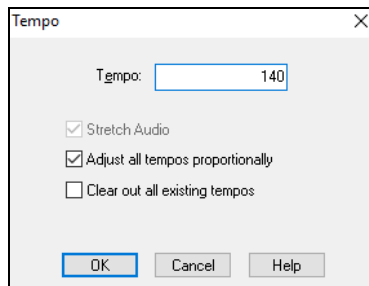 Tempo
Tempo: 140
Stretch Audio
Adjust all tempos proportionally
Clear out all existing tempos
OK Cancel Help